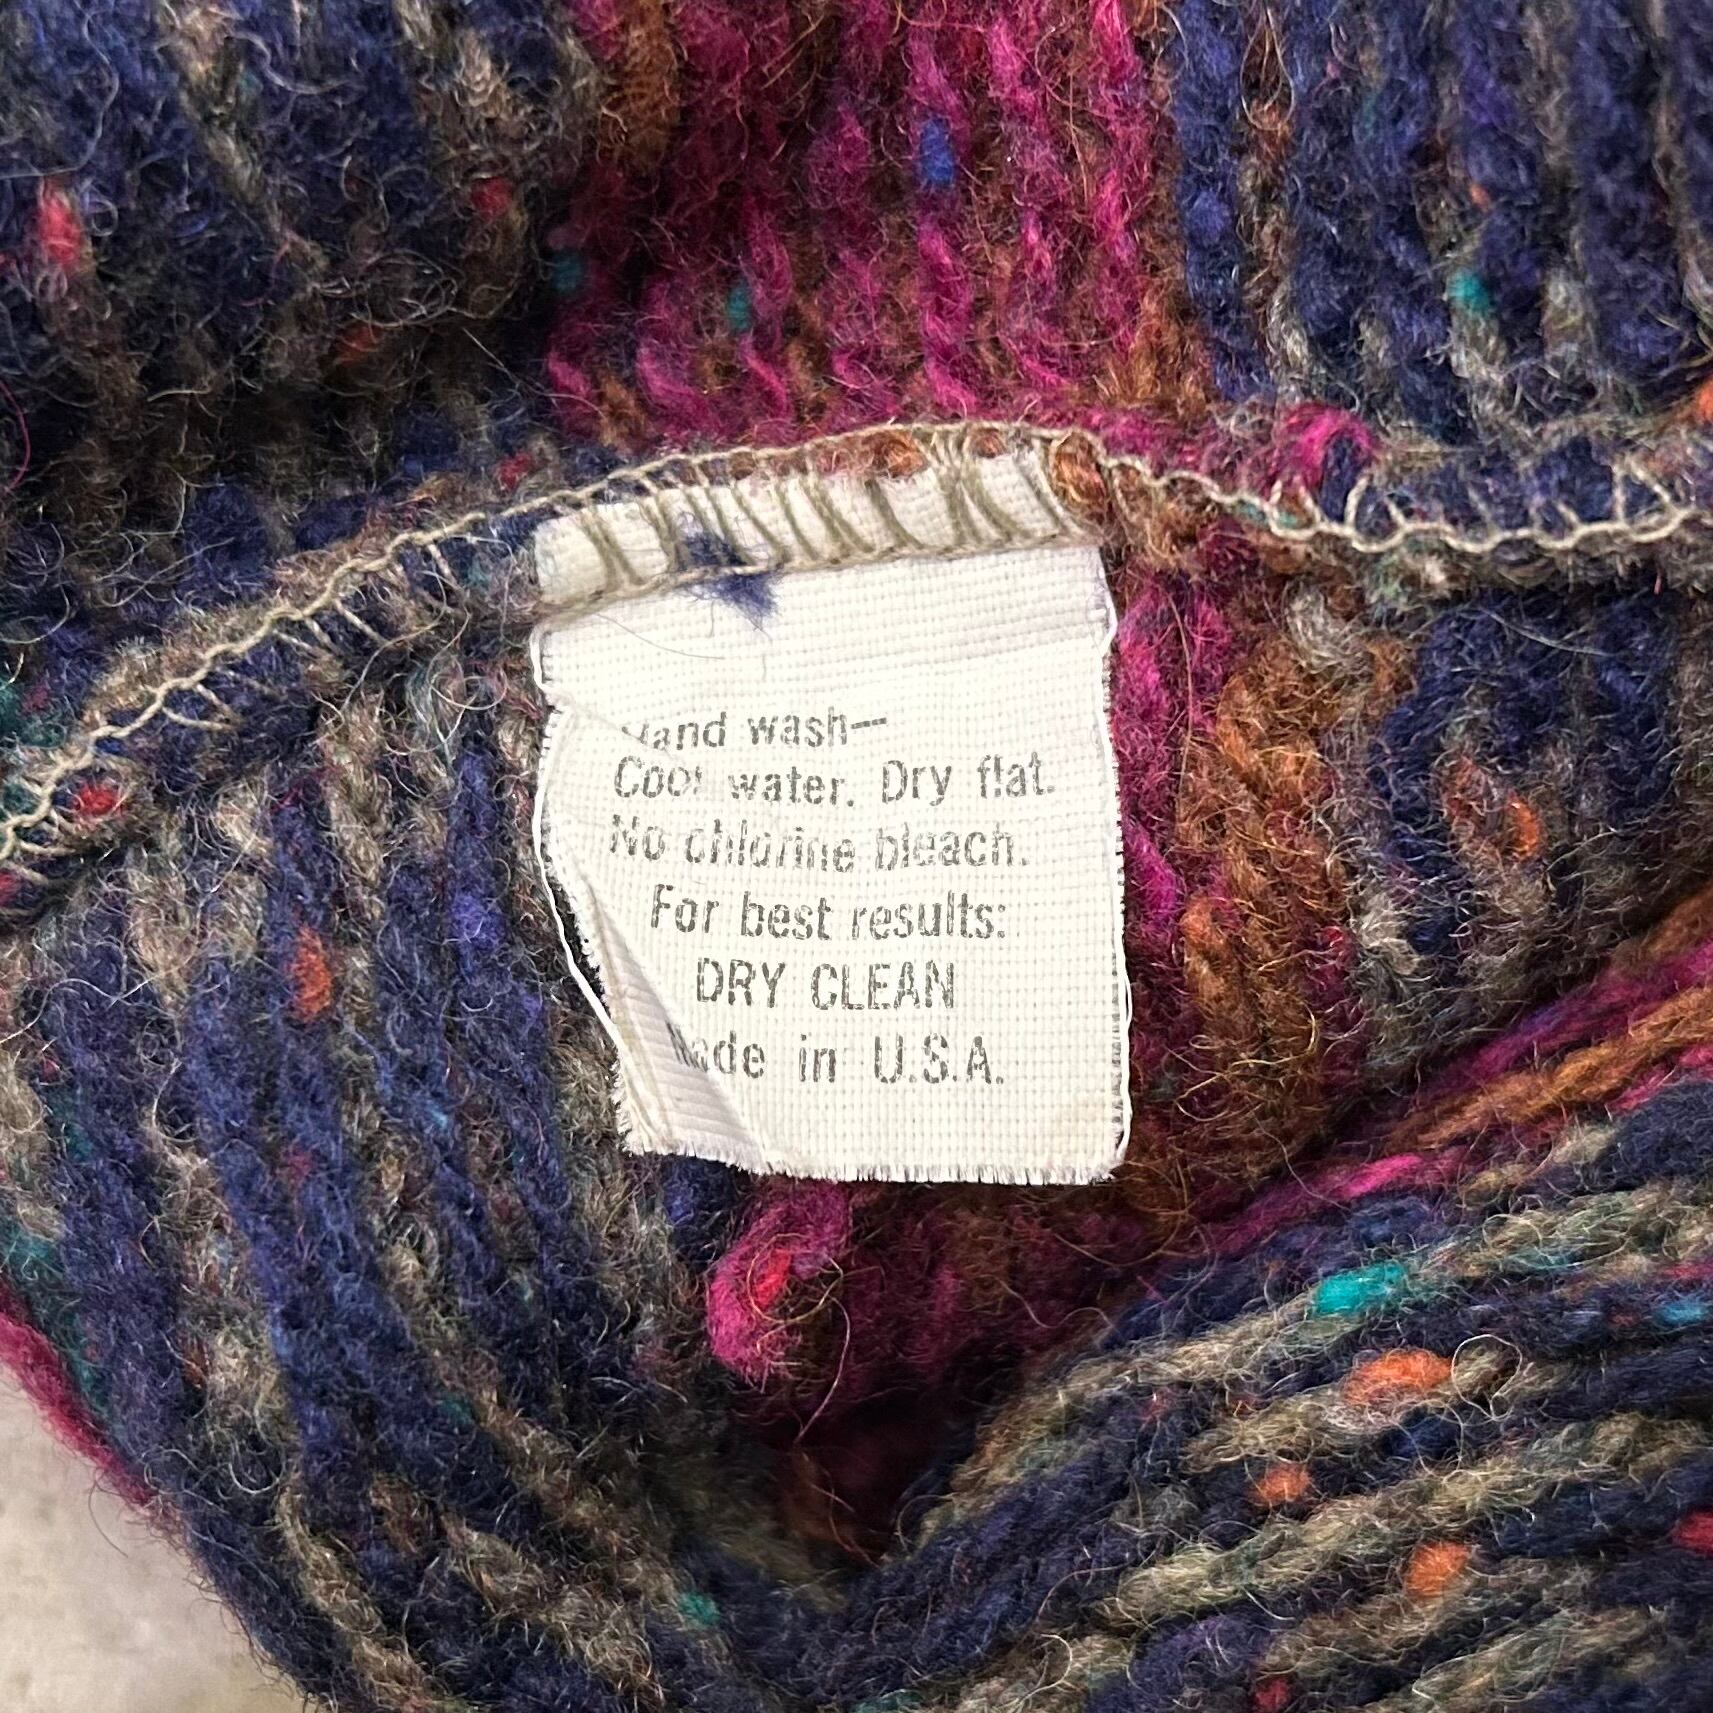 Hand wash—
Cool water. Dry flat.
No chlorine bleach.
For best results:
DRY CLEAN
Made in U.S.A.